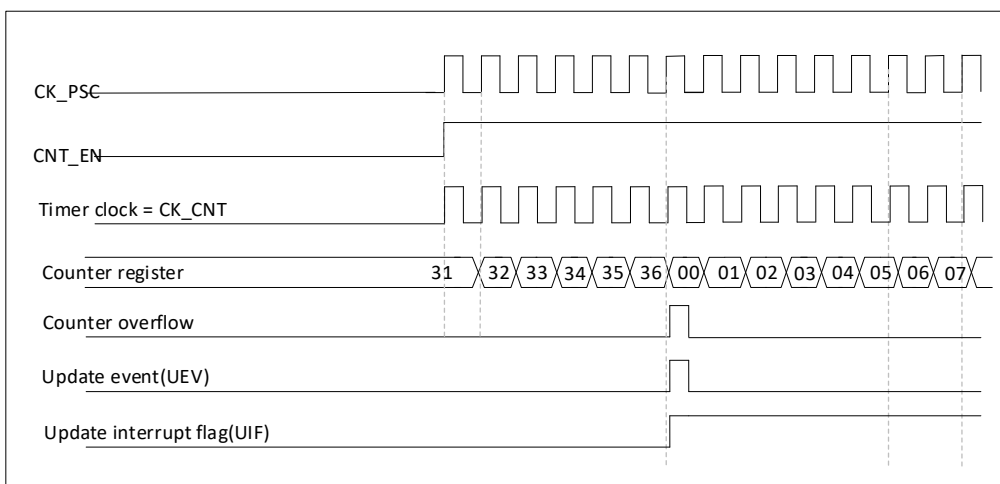 CK_PSC
CNT_EN
Timer clock = CK_CNT
Counter register 31 32 33 34 35 36 00 01 02 03 04 05 06 07
Counter overflow
Update event(UEV)
Update interrupt flag(UIF)